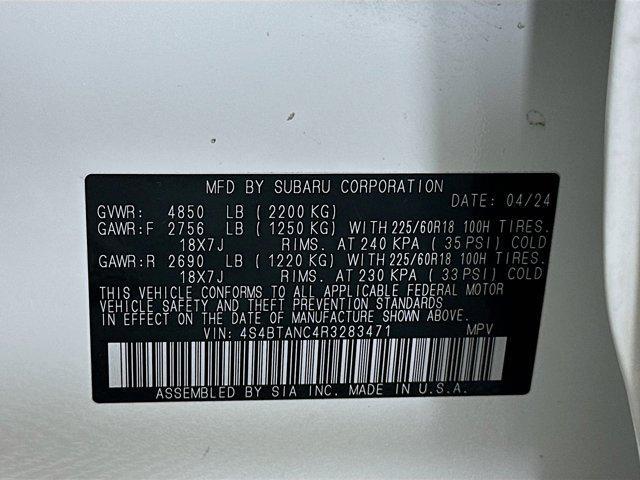 MFD BY SUBARU CORPORATION
DATE: 04/24
GVWR: 4850 LB (2200 KG)
GAWR:F 2756 LB (1250 KG) WITH 225/60R18 100H TIRES.
18X7J RIMS. AT 240 KPA (35 PSI) COLD
GAWR:R 2690 LB (1220 KG) WITH 225/60R18 100H TIRES.
18X7J RIMS. AT 230 KPA (33 PSI) COLD
THIS VEHICLE CONFORMS TO ALL APPLICABLE FEDERAL MOTOR
VEHICLE SAFETY AND THEFT PREVENTION STANDARDS
IN EFFECT ON THE DATE OF MANUFACTURE SHOWN ABOVE.
VIN: 4S4BTANC4R3283471 MPV
ASSEMBLED BY SIA INC. MADE IN U.S.A.